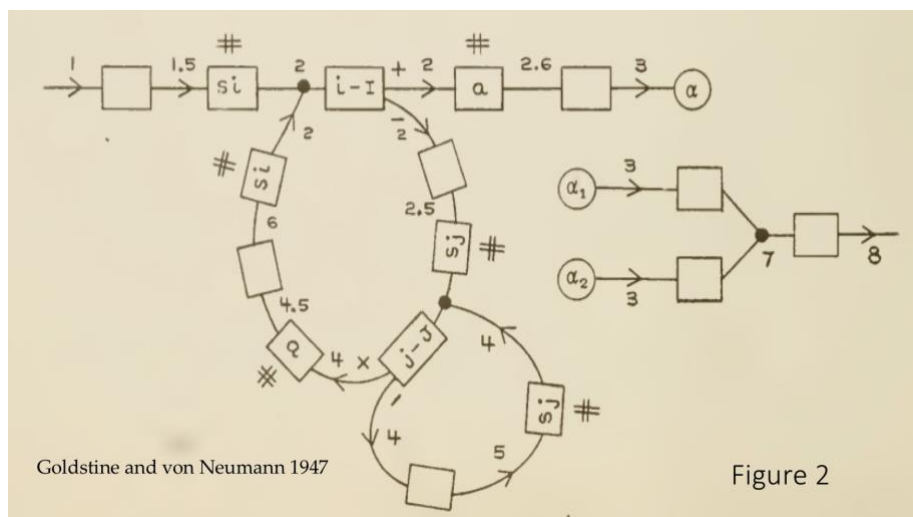 1
1.5
#
si
2
i-I
+
2
#
a
2.6
3
α
-
2
2
#
si
2.5
sj
#
6
4.5
a
4
×
j-J
-
4
4
5
sj
#
α₁
3
α₂
3
7
8
Goldstine and von Neumann 1947
Figure 2